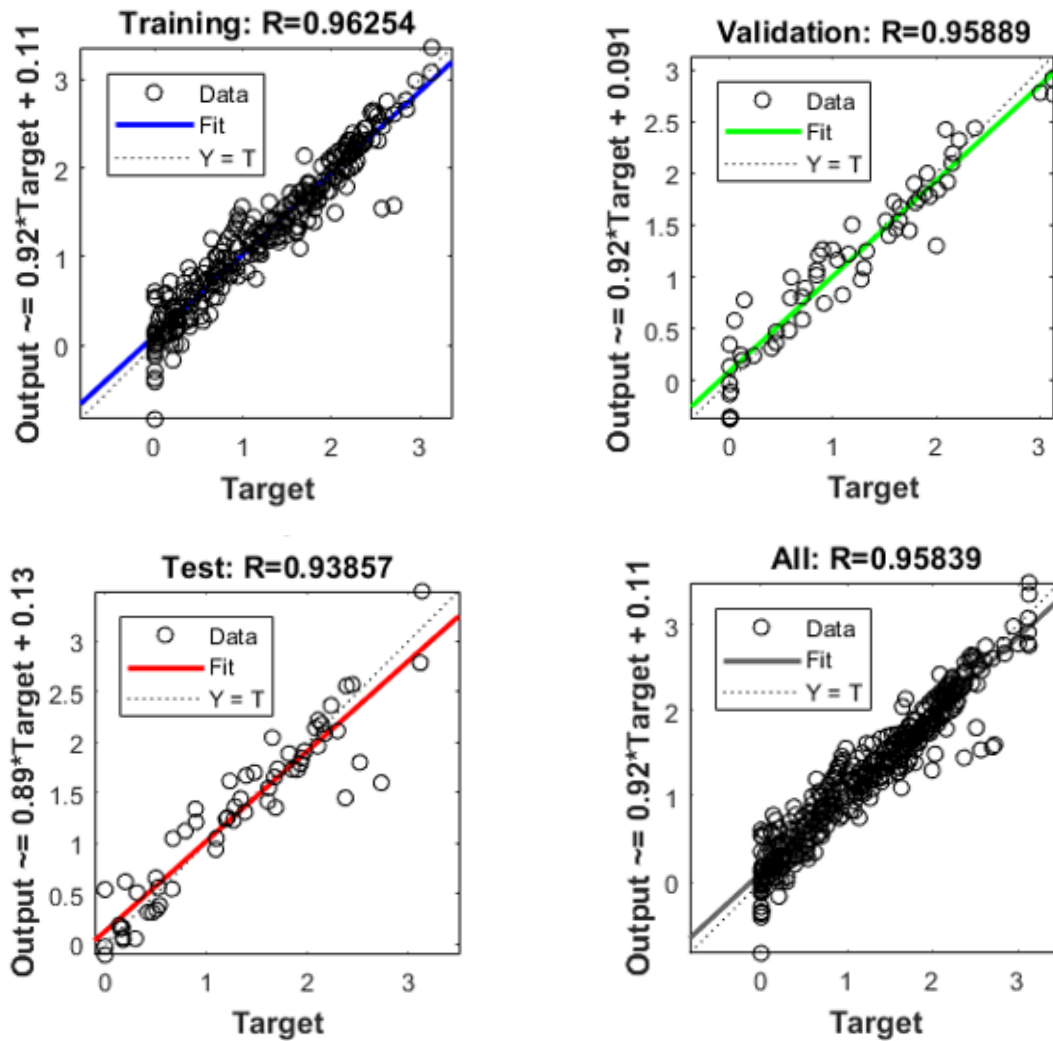 Training: R=0.96254
Output ~= 0.92*Target + 0.11
Data
Fit
Y = T
3
2
1
0
0
1
2
3
Target
Validation: R=0.95889
Output ~= 0.92*Target + 0.091
Data
Fit
Y = T
3
2.5
2
1.5
1
0.5
0
0
1
2
3
Target
Test: R=0.93857
Output ~= 0.89*Target + 0.13
Data
Fit
Y = T
3
2.5
2
1.5
1
0.5
0
0
1
2
3
Target
All: R=0.95839
Output ~= 0.92*Target + 0.11
Data
Fit
Y = T
3
2
1
0
0
1
2
3
Target